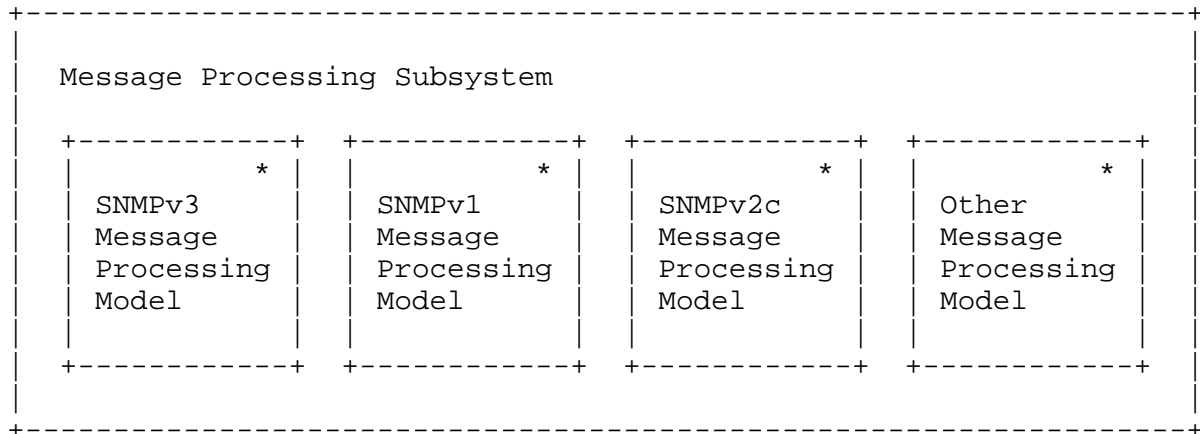 Message Processing Subsystem
* * * *
SNMPv3 SNMPv1 SNMPv2c Other
Message Message Message Message
Processing Processing Processing Processing
Model Model Model Model